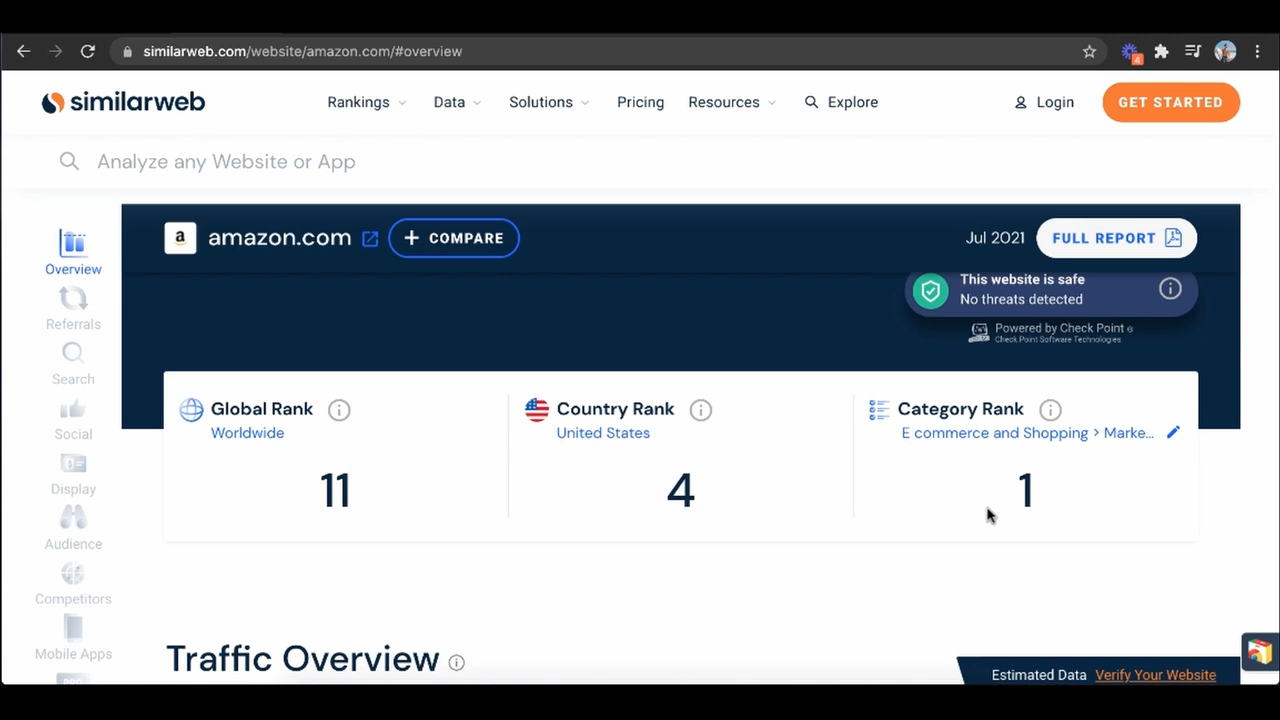 similarweb.com/website/amazon.com/#overview
4
similarweb
Rankings Data Solutions Pricing Resources Explore Login GET STARTED
Analyze any Website or App
a amazon.com + COMPARE Jul 2021 FULL REPORT
This website is safe
No threats detected
Powered by Check Point
Check Point Software Technologies
Overview
Referrals
Search
Social
Display
Audience
Competitors
Mobile Apps
Global Rank
Worldwide
11
Country Rank
United States
4
Category Rank
E commerce and Shopping > Marke...
1
Traffic Overview
Estimated Data Verify Your Website